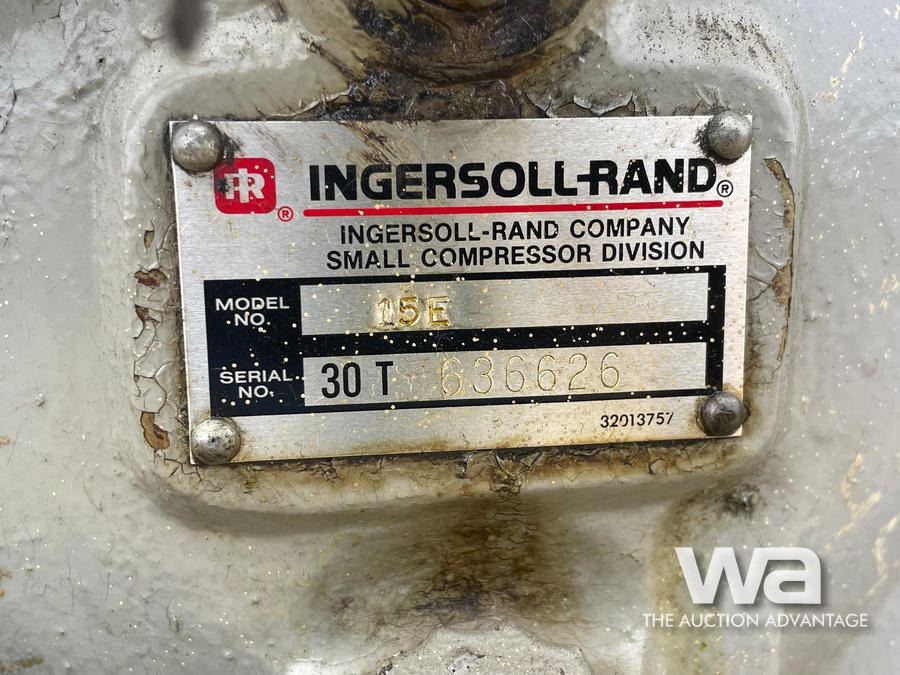 IR ®
INGERSOLL-RAND®
INGERSOLL-RAND COMPANY
SMALL COMPRESSOR DIVISION
MODEL NO. 15E
SERIAL NO. 30 T 636626
32013757
wa
THE AUCTION ADVANTAGE